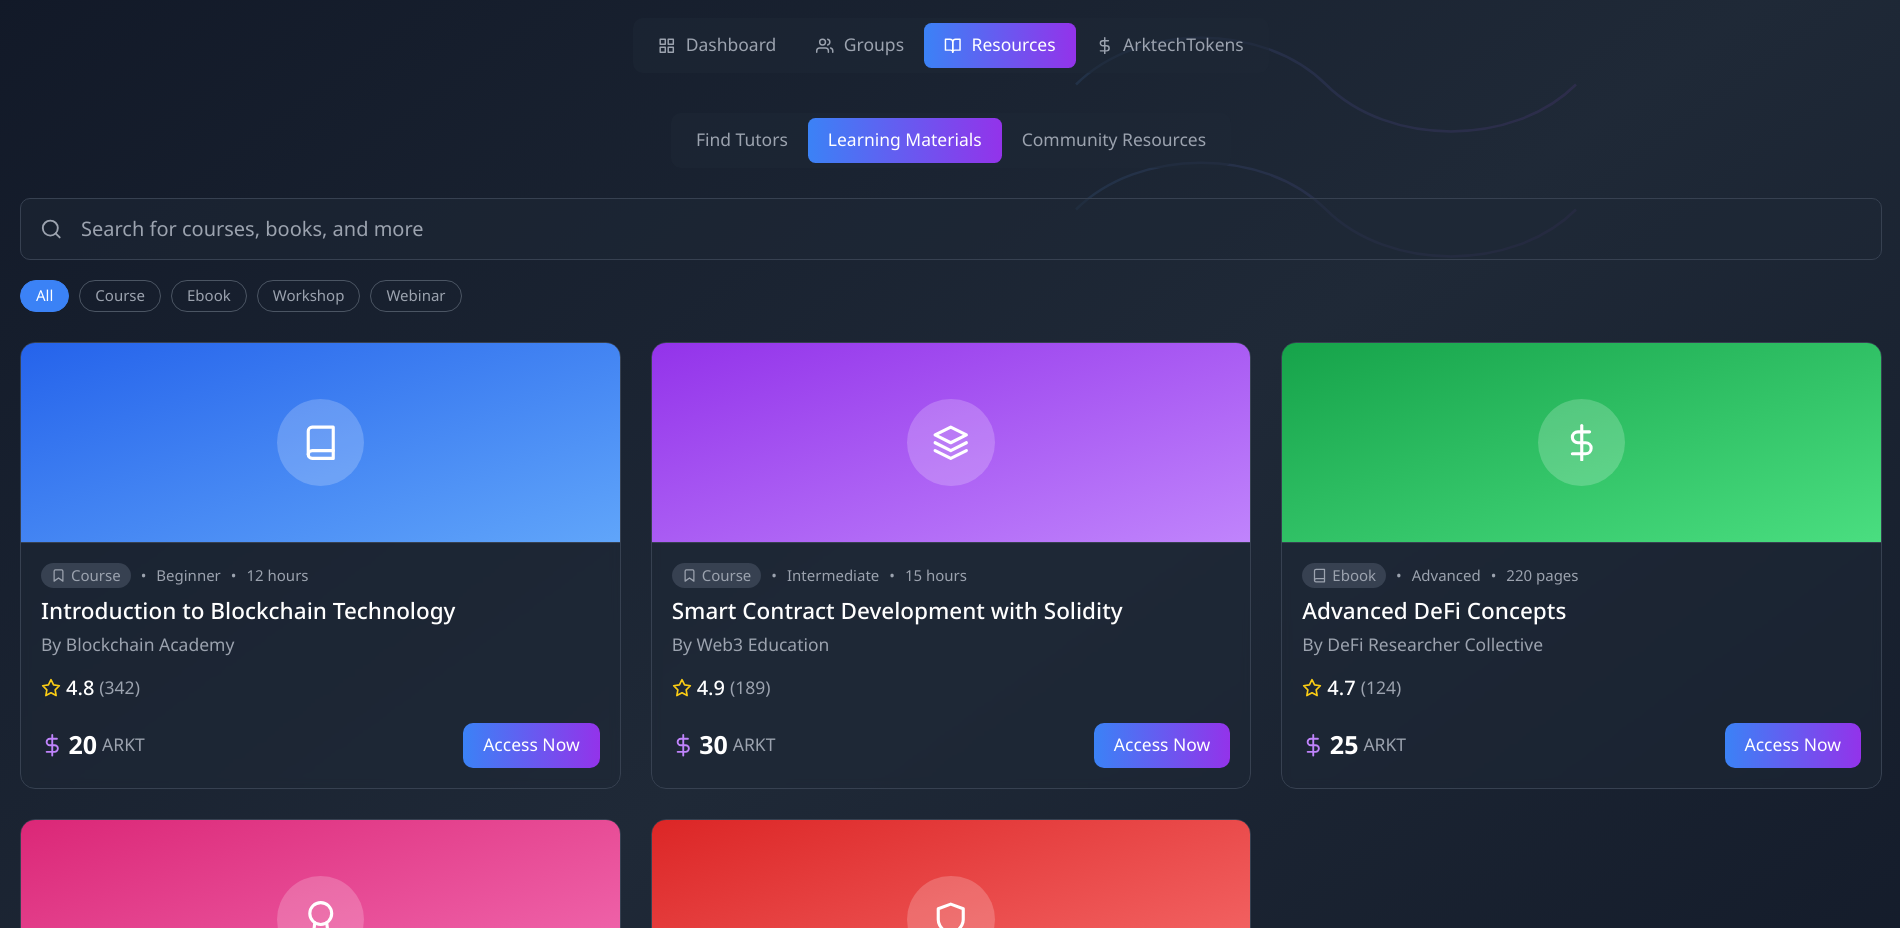 Dashboard Groups Resources ArktechTokens
Find Tutors Learning Materials Community Resources
Search for courses, books, and more
All Course Ebook Workshop Webinar
Course • Beginner • 12 hours
Introduction to Blockchain Technology
By Blockchain Academy
4.8 (342)
$ 20 ARKT Access Now
Course • Intermediate • 15 hours
Smart Contract Development with Solidity
By Web3 Education
4.9 (189)
$ 30 ARKT Access Now
Ebook • Advanced • 220 pages
Advanced DeFi Concepts
By DeFi Researcher Collective
4.7 (124)
$ 25 ARKT Access Now